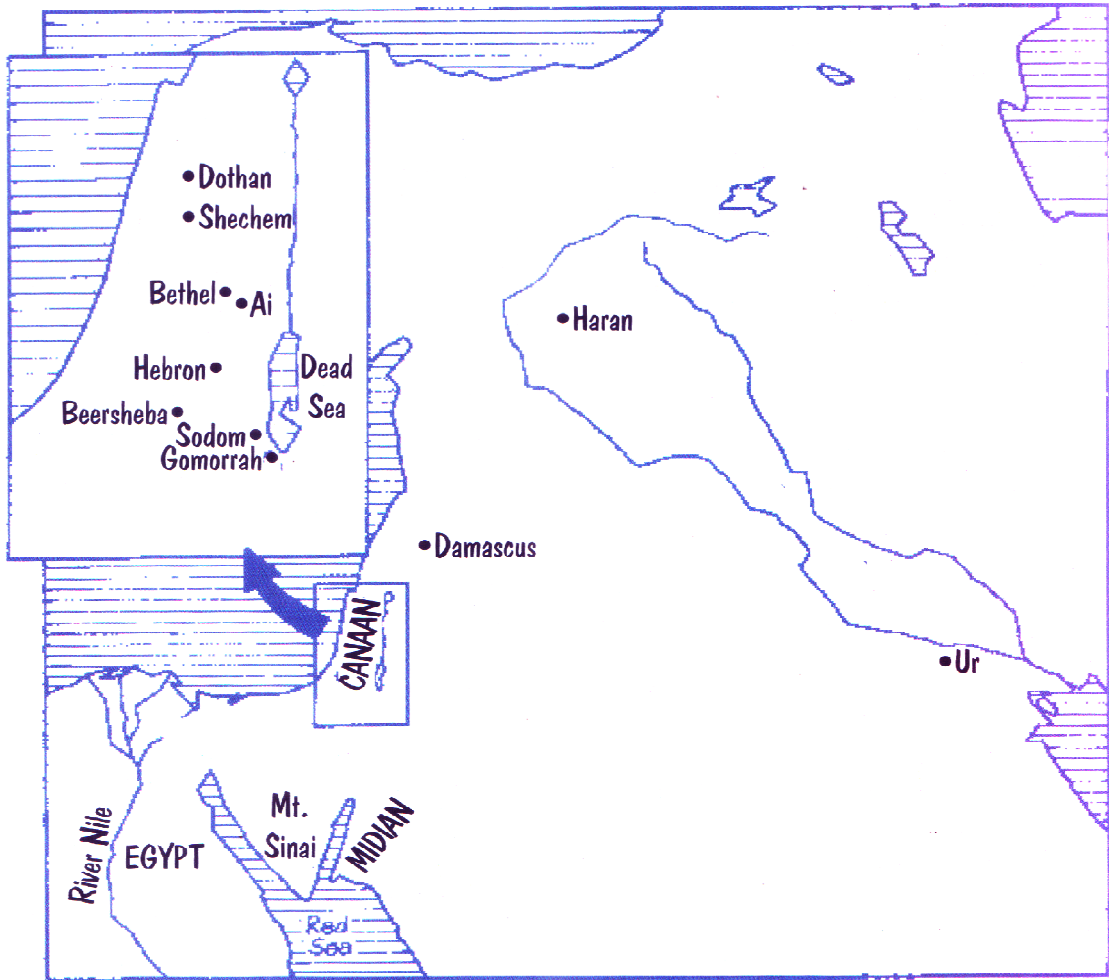 Dothan
Shechem
Bethel
Ai
Haran
Hebron
Dead
Sea
Beersheba
Sodom
Gomorrah
Damascus
CANAAN
Ur
River Nile
EGYPT
Mt.
Sinai
MIDIAN
Red
Sea